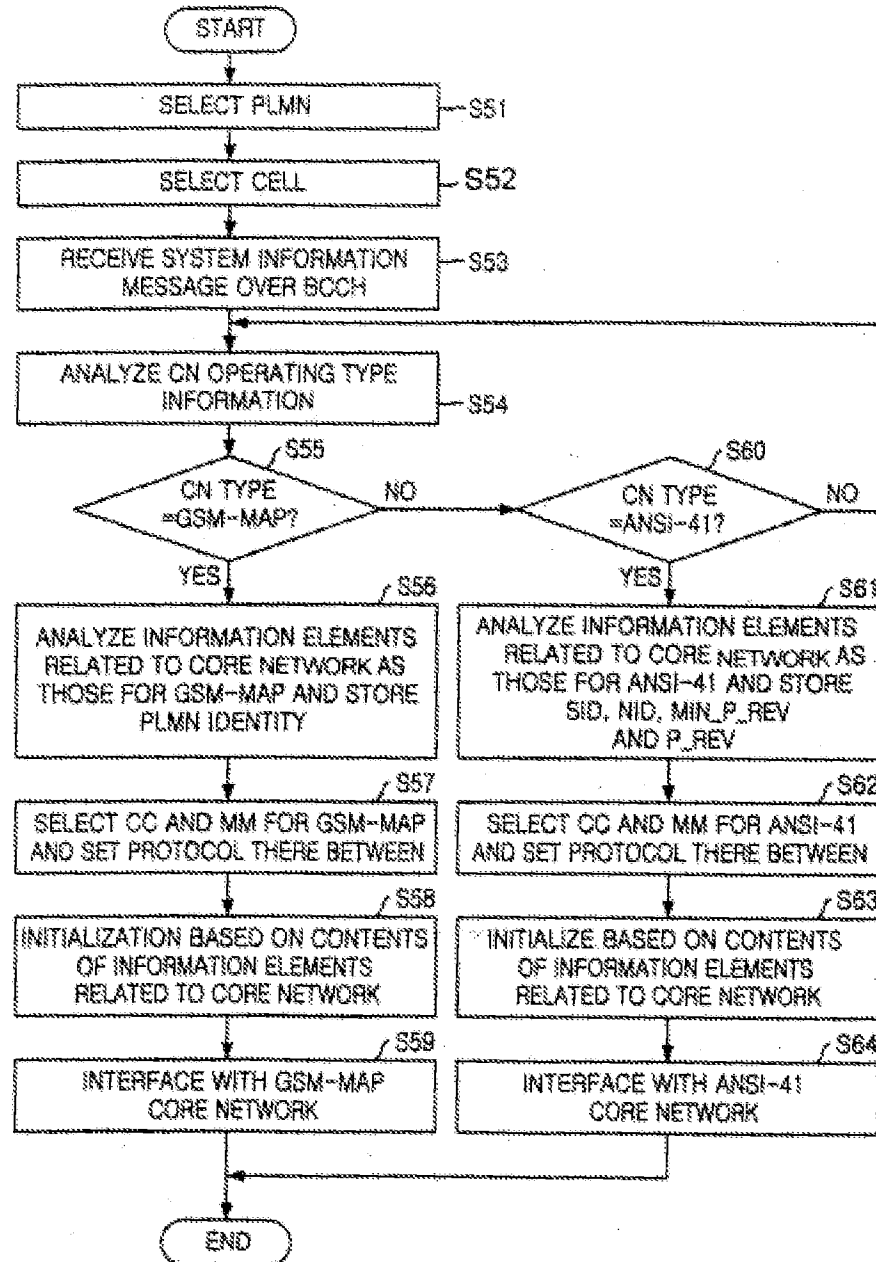 START
SELECT PLMN
S51
SELECT CELL
S52
RECEIVE SYSTEM INFORMATION
MESSAGE OVER BCCH
S53
ANALYZE CN OPERATING TYPE
INFORMATION
S54
S55
CN TYPE
=GSM-MAP?
NO
YES
S60
CN TYPE
=ANSI-41?
NO
YES
S56
ANALYZE INFORMATION ELEMENTS
RELATED TO CORE NETWORK AS
THOSE FOR GSM-MAP AND STORE
PLMN IDENTITY
S61
ANALYZE INFORMATION ELEMENTS
RELATED TO CORE NETWORK AS
THOSE FOR ANSI-41 AND STORE
SID, NID, MIN_P_REV
AND P_REV
S57
SELECT CC AND MM FOR GSM-MAP
AND SET PROTOCOL THERE BETWEEN
S62
SELECT CC AND MM FOR ANSI-41
AND SET PROTOCOL THERE BETWEEN
S58
INITIALIZATION BASED ON CONTENTS
OF INFORMATION ELEMENTS
RELATED TO CORE NETWORK
S63
INITIALIZE BASED ON CONTENTS
OF INFORMATION ELEMENTS
RELATED TO CORE NETWORK
S59
INTERFACE WITH GSM-MAP
CORE NETWORK
S64
INTERFACE WITH ANSI-41
CORE NETWORK
END